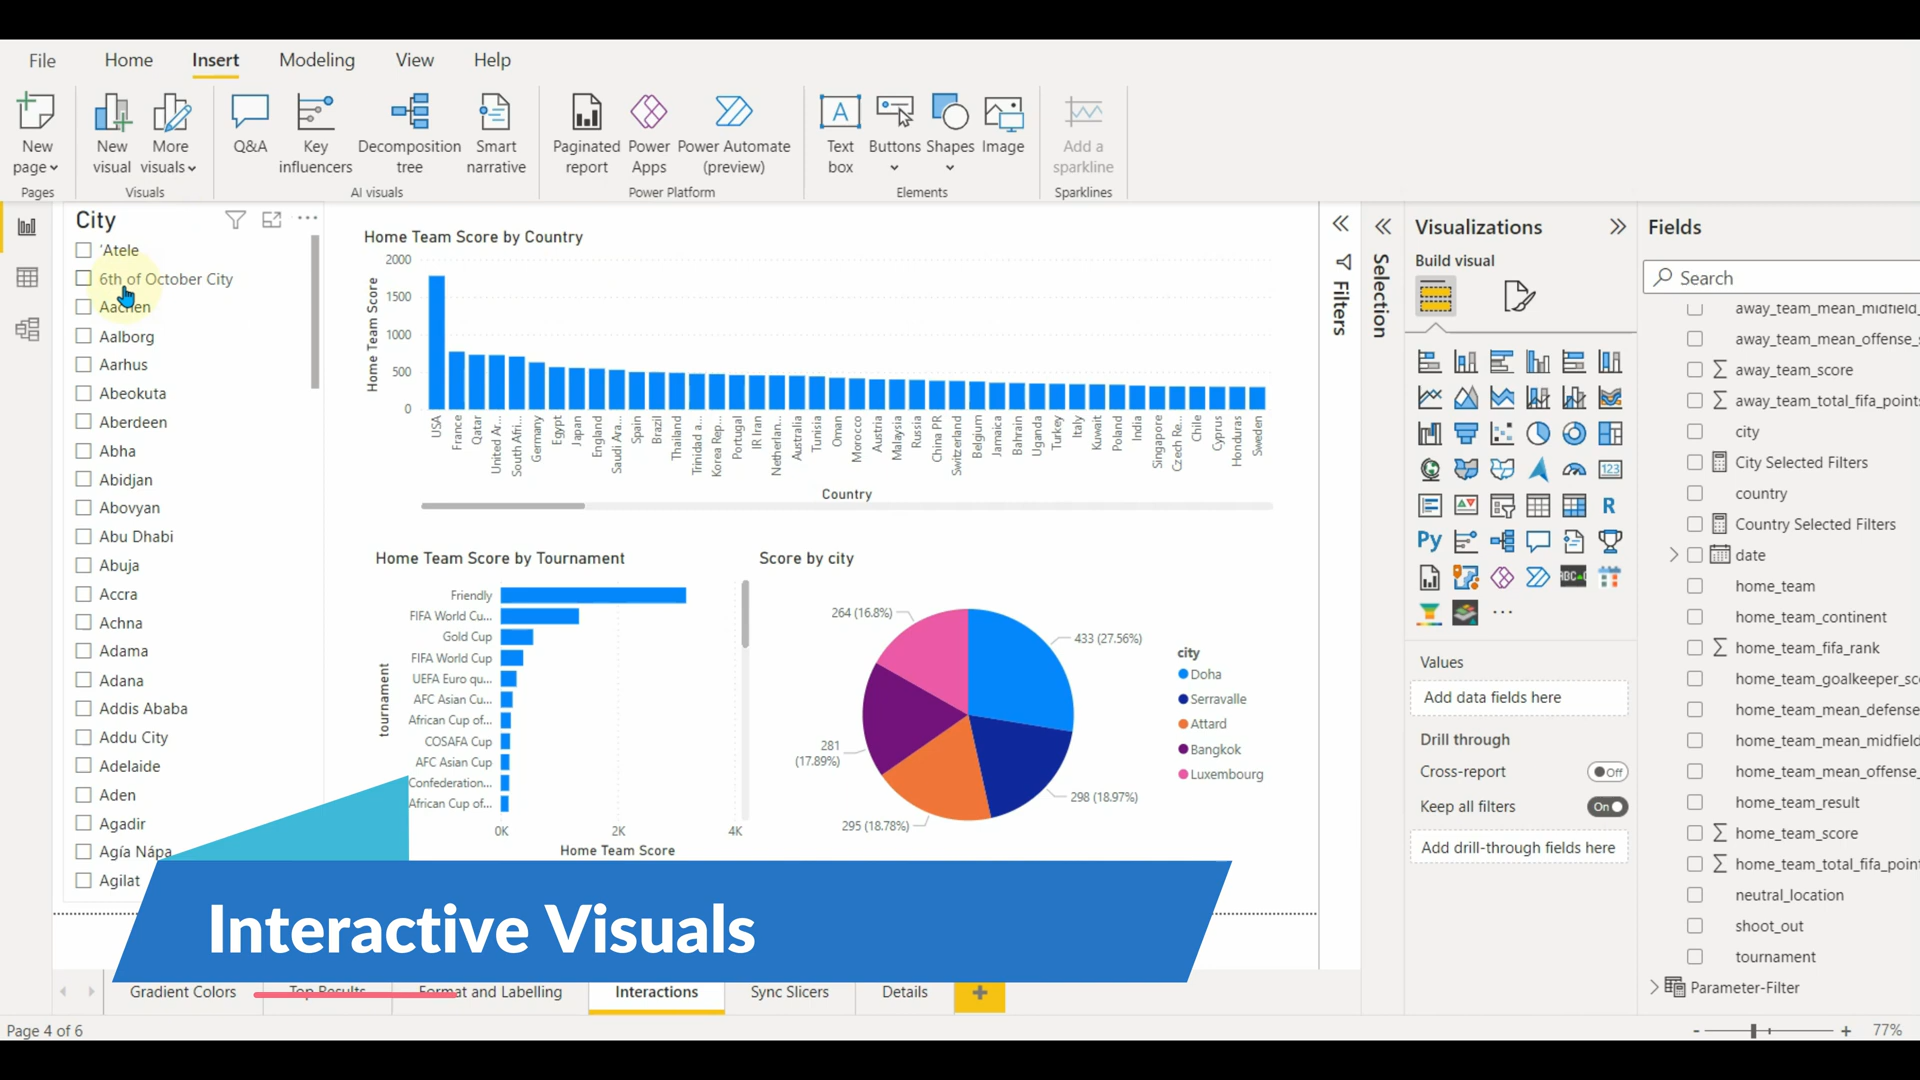 File Home Insert Modeling View Help
New page
New visual
More visuals
Q&A
Key influencers
Decomposition tree
Smart narrative
Paginated report
Power Apps
Power Automate (preview)
Text box
Buttons
Shapes
Image
Add a sparkline
Pages
Visuals
AI visuals
Power Platform
Elements
Sparklines
City
'Atele
6th of October City
Aachen
Aalborg
Aarhus
Abeokuta
Aberdeen
Abha
Abidjan
Abovyan
Abu Dhabi
Abuja
Accra
Achna
Adama
Adana
Addis Ababa
Addu City
Adelaide
Aden
Agadir
Agía Nápa
Agilat
Home Team Score by Country
Home Team Score
2000
1500
1000
500
0
USA
France
Qatar
United Ar...
South Afri...
Germany
Egypt
Japan
England
Saudi Ara...
Spain
Brazil
Thailand
Trinidad a...
Korea Rep...
Portugal
IR Iran
Netherlan...
Australia
Tunisia
Oman
Morocco
Austria
Malaysia
Russia
China PR
Switzerland
Belgium
Jamaica
Bahrain
Uganda
Turkey
Italy
Kuwait
Poland
India
Singapore
Czech Re...
Chile
Cyprus
Honduras
Sweden
Country
Home Team Score by Tournament
tournament
Friendly
FIFA World Cu...
Gold Cup
FIFA World Cup
UEFA Euro qu...
AFC Asian Cu...
African Cup of...
COSAFA Cup
AFC Asian Cup
Confederation...
African Cup of...
0K 2K 4K
Home Team Score
Score by city
264 (16.8%)
433 (27.56%)
281 (17.89%)
298 (18.97%)
295 (18.78%)
city
Doha
Serravalle
Attard
Bangkok
Luxembourg
Filters
Selection
Visualizations
Build visual
123
R
Py
Values
Add data fields here
Drill through
Cross-report
Off
Keep all filters
On
Add drill-through fields here
Fields
Search
away_team_mean_midfield_
away_team_mean_offense_s
away_team_score
away_team_total_fifa_points
city
City Selected Filters
country
Country Selected Filters
date
home_team
home_team_continent
home_team_fifa_rank
home_team_goalkeeper_sco
home_team_mean_defense
home_team_mean_midfield
home_team_mean_offense_
home_team_result
home_team_score
home_team_total_fifa_point
neutral_location
shoot_out
tournament
Parameter-Filter
Interactive Visuals
Gradient Colors
Top Results
Format and Labelling
Interactions
Sync Slicers
Details
+
Page 4 of 6
- + 77%